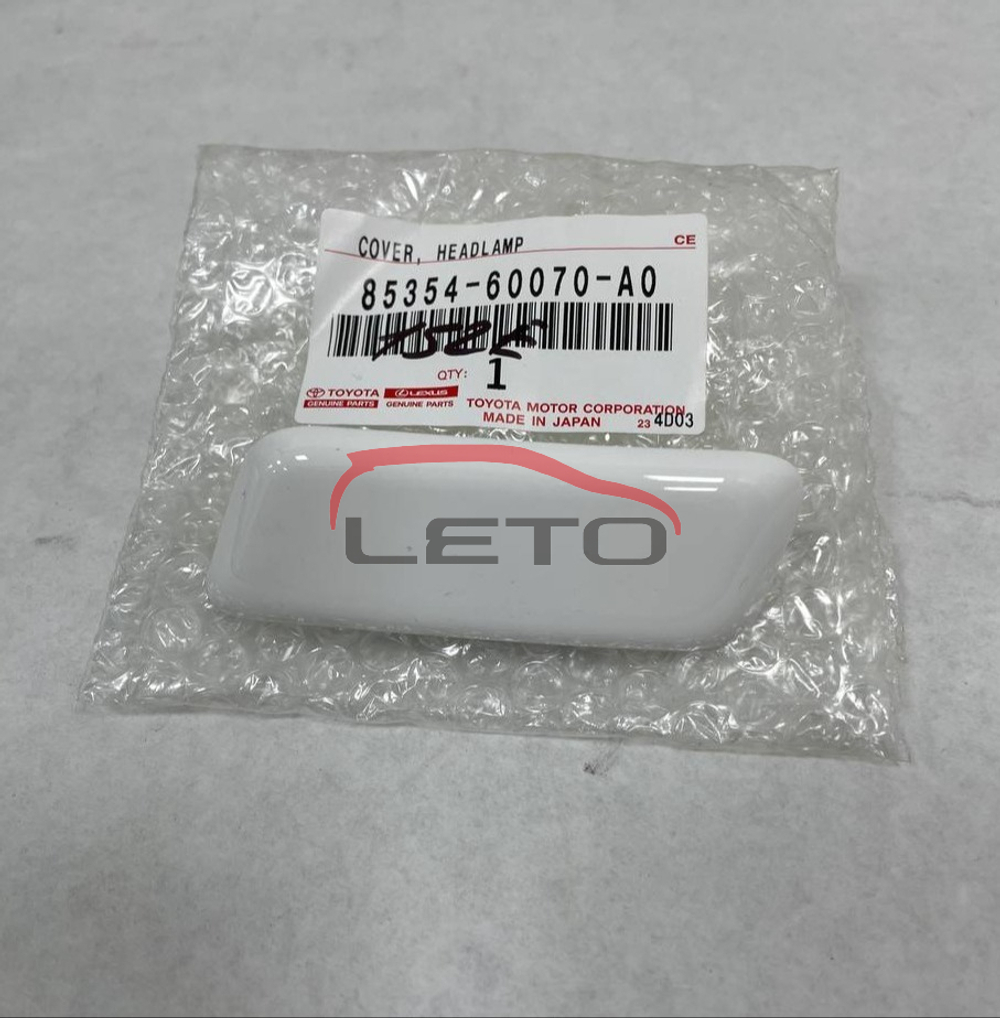 COVER, HEADLAMP
CE
85354-60070-A0
QTY: 1
TOYOTA
GENUINE PARTS
LEXUS
GENUINE PARTS
TOYOTA MOTOR CORPORATION
MADE IN JAPAN
23 4D03
LETO